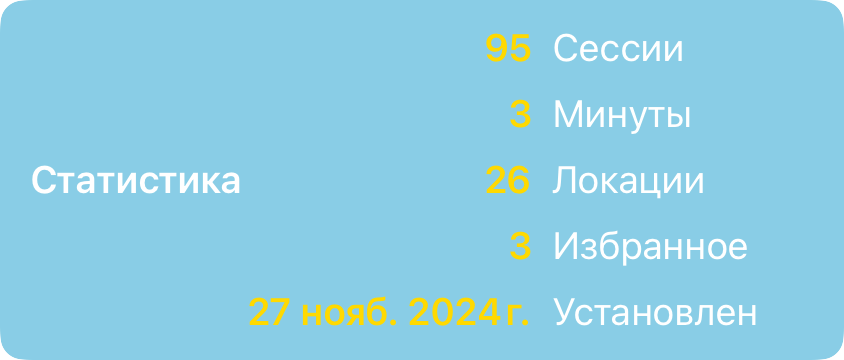 95 Сессии
3 Минуты
Статистика 26 Локации
3 Избранное
27 нояб. 2024 г. Установлен